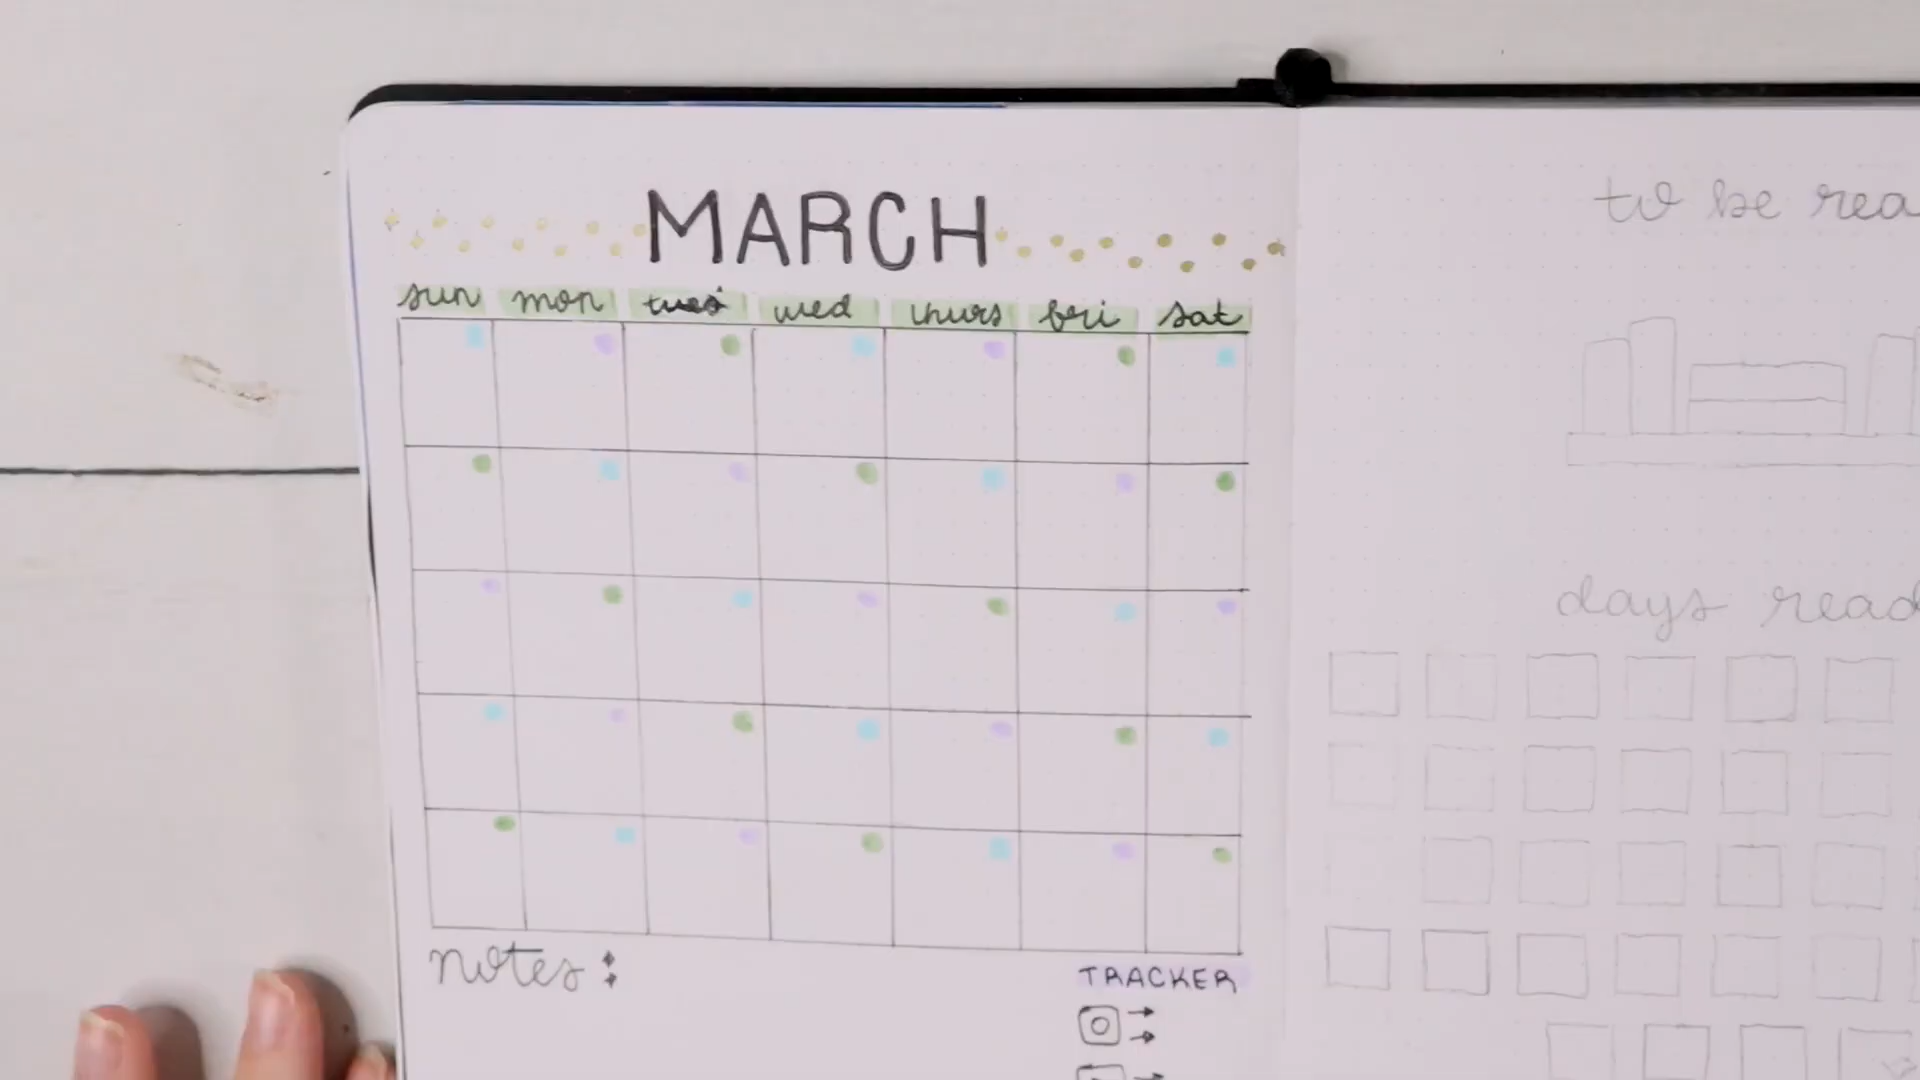 MARCH
sun mon tues wed thurs fri sat
notes:
TRACKER
to be rea
days read